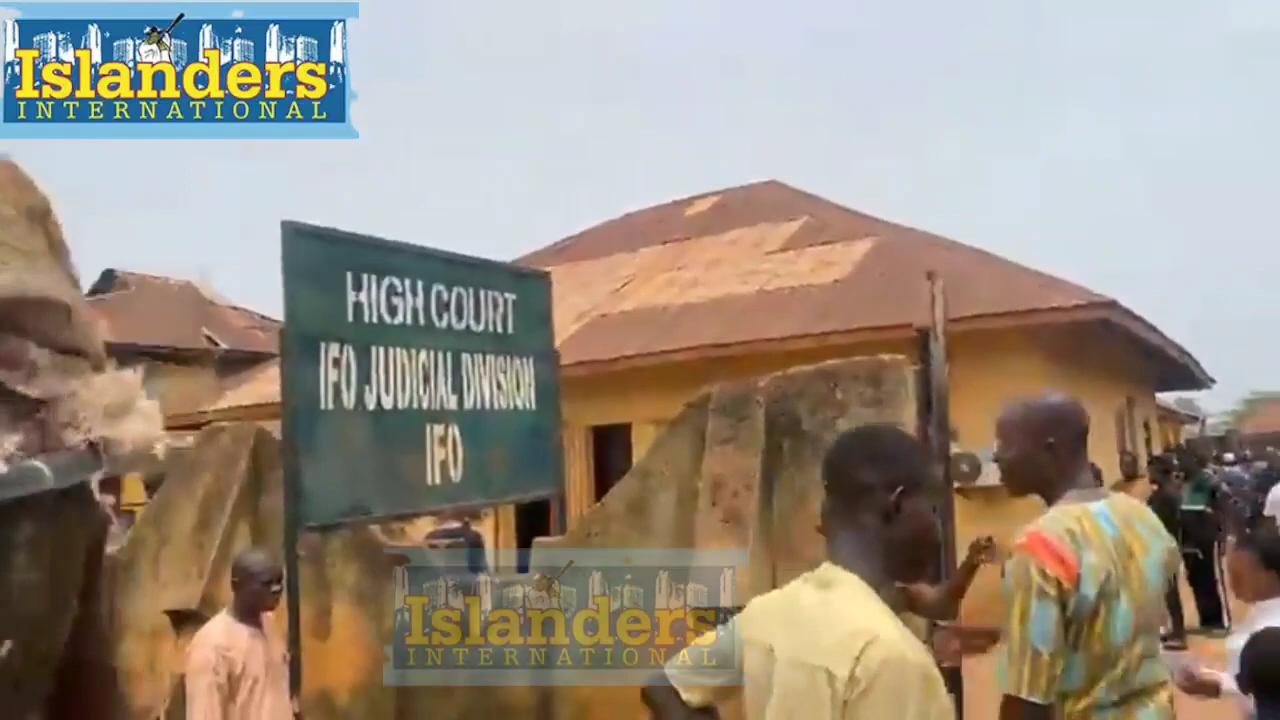 Islanders
INTERNATIONAL
HIGH COURT
IFO JUDICIAL DIVISION
IFO
Islanders
INTERNATIONAL